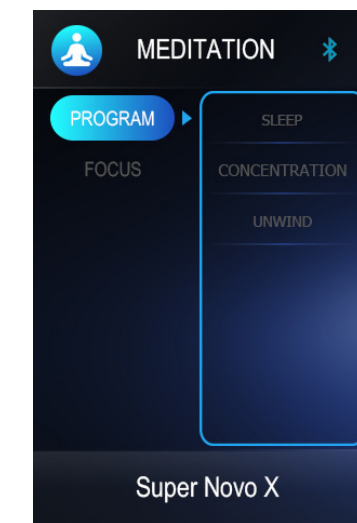 MEDITATION
PROGRAM
FOCUS
SLEEP
CONCENTRATION
UNWIND
Super Novo X